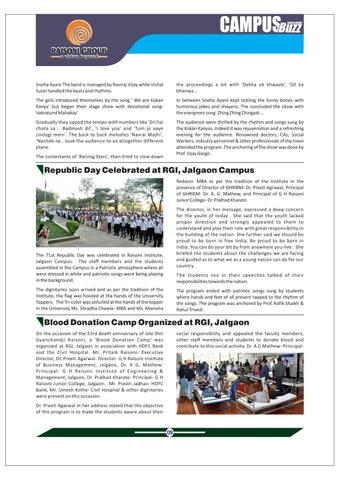 CAMPUS
BUZZ
RAISONI GROUP
Sneha Ayare.The band is managed by Raviraj Vijay while Vishal
Sutar handled the beats and rhythms.
The girls introduced themselves by the song ' We are Kokan
Kanya' but began their stage show with devotional song-
Vakratund Mahakay'
Gradually they upped the tempo with numbers like 'Dil hai
chota sa .. Badmash dil', 'I love you' and 'Tum jo aaye
zindagi mein'. The back to back melodies 'Navrai Majhi',
'Nachde ne . took the audience to an altogether different
plane.
The contestants of 'Raising Stars', then tried to slow down
the proceedings a bit with 'Dekha ek khwaab', 'Dil ka
bhanwa ..
In between Sneha Ayare kept tickling the funny bones with
humorous jokes and shayaris. The concluded the show with
the evergreen song: Zhing Zhing Zhingaat....
The audience were thrilled by the rhythm and songs sung by
the Kokan Kanyas. Indeed it was rejuvenation and a refreshing
evening for the audience. Renowned doctors, CAs, Social
Workers, Industry personnel & other professionals of the town
attended the program. The anchoring of the show was done by
Prof. Vijay Garge.
Republic Day Celebrated at RGI, Jalgaon Campus
The 71st Republic Day was celebrated in Raisoni Institute,
Jalgaon Campus. The staff members and the students
assembled in the Campus in a Patriotic atmosphere where all
were dressed in white and patriotic songs were being playing
in the background.
The dignitaries soon arrived and as per the tradition of the
Institute, the flag was hoisted at the hands of the University
Toppers. The Tri-color was unfurled at the hands of the topper
in the University Ms. Shradha Chawla- MBA and Ms. Manisha
Redasni- MBA as per the tradition of the Institute in the
presence of Director of GHRIBM- Dr. Preeti Agarwal, Principal
of GHRIEM- Dr. A. G. Mathew, and Principal of G H Raisoni
Junior College- Dr. Pralhad Kharate.
The director, in her message, expressed a deep concern
for the youth of today. She said that the youth lacked
proper direction and strongly appealed to them to
understand and play their role with great responsibility in
the building of the nation. She further said we should be
proud to be born in free India. Be proud to be born in
India. You can do your bit by from anywhere you live. She
briefed the students about the challenges we are facing
and guided as to what we as a young nation can do for our
country.
The students too in their speeches talked of their
responsibilities towards the nation.
The program ended with patriotic songs sung by students
where hands and feet of all present tapped to the rhythm of
the songs. The program was anchored by Prof. Rafik Shaikh &
Rahul Trivedi.
Blood Donation Camp Organized at RGI, Jalgaon
On the occasion of the 23rd death anniversary of late Shri
Gyanchandji Raisoni, a 'Blood Donation Camp' was
organized at RGI, Jalgaon in association with HDFC Bank
and the Civil Hospital. Mr. Pritam Raisoni- Executive
Director, Dr. Preeti Agarwal- Director- G H Raisoni Institute
of Business Management, Jalgaon, Dr. A G. Mathew-
Principal- G H Raisoni Institute of Engineering &
Management, Jalgaon, Dr. Pralhad Kharate- Principal- G H
Raisoni Junior College, Jalgaon, Mr. Pravin Jadhav- HDFC
Bank, Mr. Umesh Kolhe- Civil Hospital & other dignitaries
were present on this occasion.
Dr. Preeti Agarwal in her address stated that the objective
of this program is to make the students aware about their
social responsibility and appealed the faculty members,
other staff members and students to donate blood and
contribute to this social activity. Dr. A G Mathew- Principal-